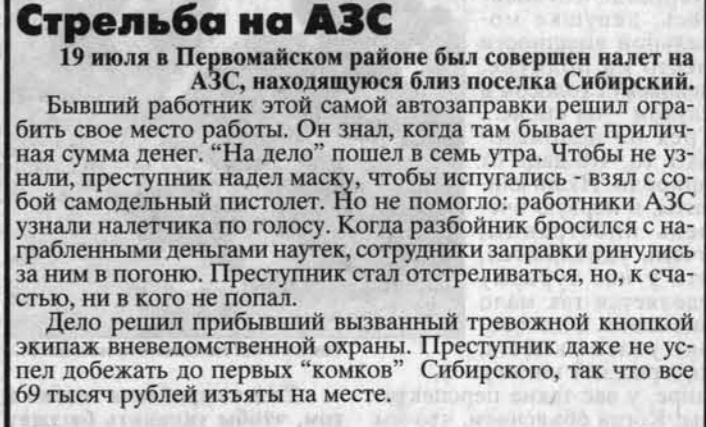 Стрельба на АЗС
19 июля в Первомайском районе был совершен налет на
АЗС, находящуюся близ поселка Сибирский.
Бывший работник этой самой автозаправки решил огра-
бить свое место работы. Он знал, когда там бывает прилич-
ная сумма денег. “На дело” пошел в семь утра. Чтобы не уз-
нали, преступник надел маску, чтобы испугались - взял с со-
бой самодельный пистолет. Но не помогло: работники АЗС
узнали налетчика по голосу. Когда разбойник бросился с на-
грабленными деньгами наутек, сотрудники заправки ринулись
за ним в погоню. Преступник стал отстреливаться, но, к сча-
стью, ни в кого не попал.
Дело решил прибывший вызванный тревожной кнопкой
экипаж вневедомственной охраны. Преступник даже не ус-
пел добежать до первых “комков” Сибирского, так что все
69 тысяч рублей изъяты на месте.